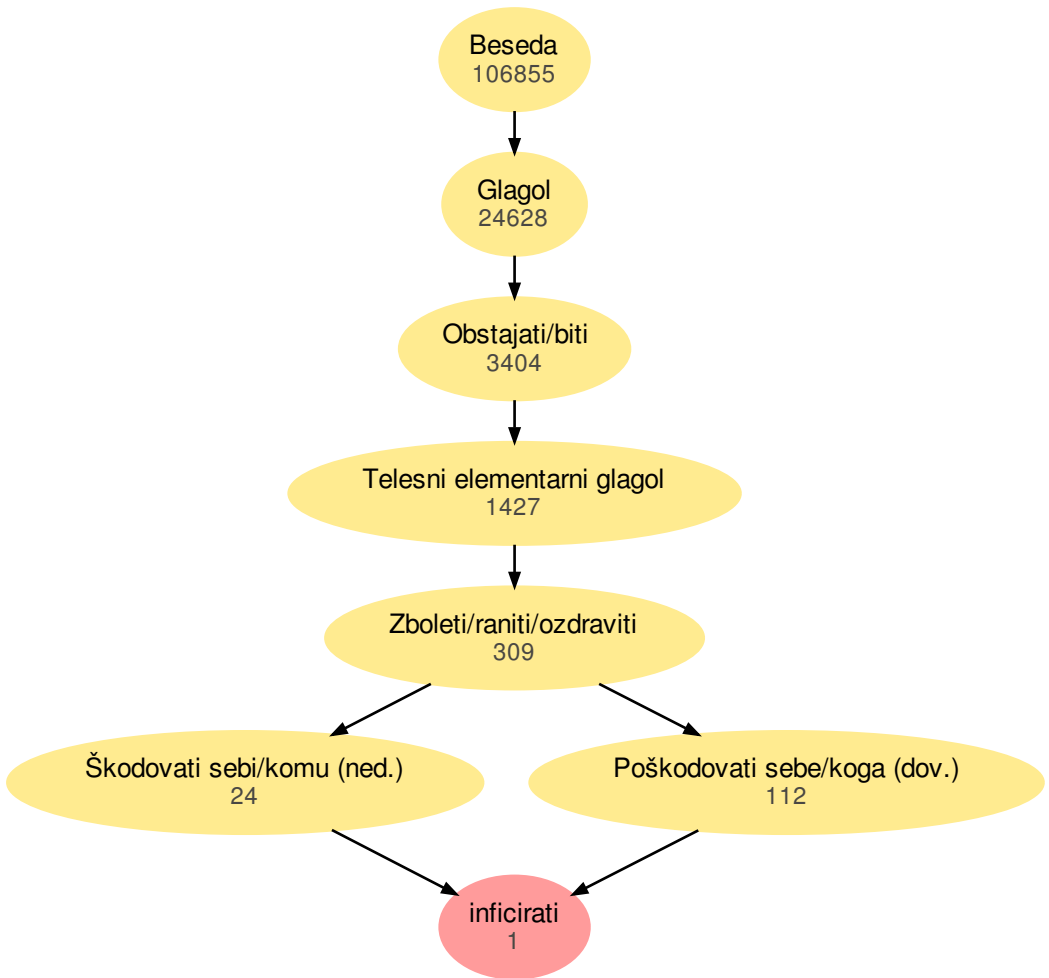 Beseda
106855
Glagol
24628
Obstajati/biti
3404
Telesni elementarni glagol
1427
Zboleti/raniti/ozdraviti
309
Škodovati sebi/komu (ned.)
24
Poškodovati sebe/koga (dov.)
112
inficirati
1